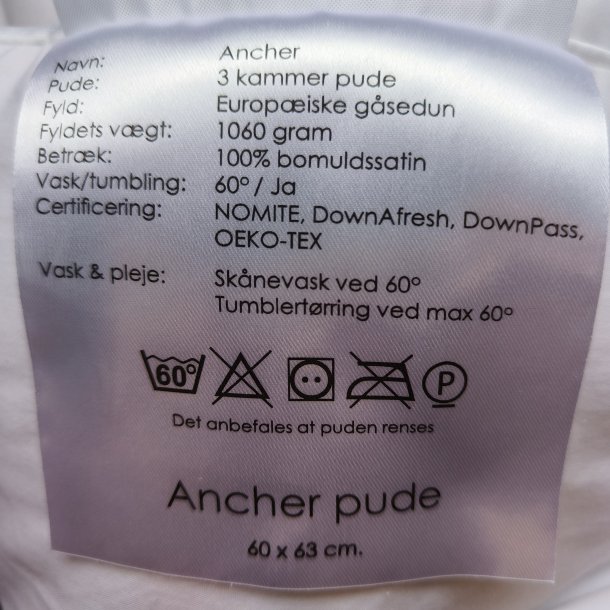 Navn: Ancher
Pude: 3 kammer pude
Fyld: Europæiske gåsedun
Fyldets vægt: 1060 gram
Betræk: 100% bomuldssatin
Vask/tumbling: 60° / Ja
Certificering: NOMITE, DownAfresh, DownPass,
OEKO-TEX
Vask & pleje: Skånevask ved 60°
Tumblertørring ved max 60°
60° P
Det anbefales at puden renses
Ancher pude
60 x 63 cm.